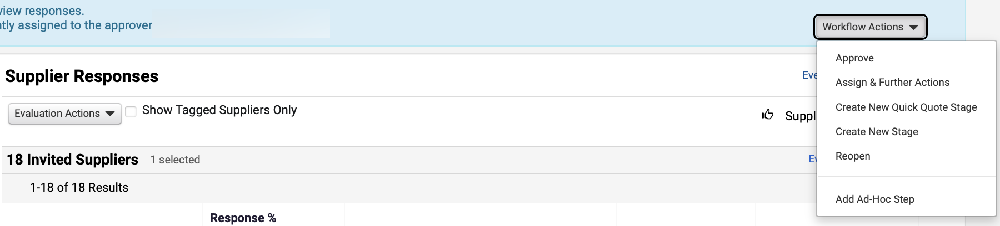 view responses.
assigned to the approver
Workflow Actions
Approve
Assign & Further Actions
Create New Quick Quote Stage
Create New Stage
Reopen
Add Ad-Hoc Step
Supplier Responses
Evaluation Actions
Show Tagged Suppliers Only
18 Invited Suppliers 1 selected
1-18 of 18 Results
Response %